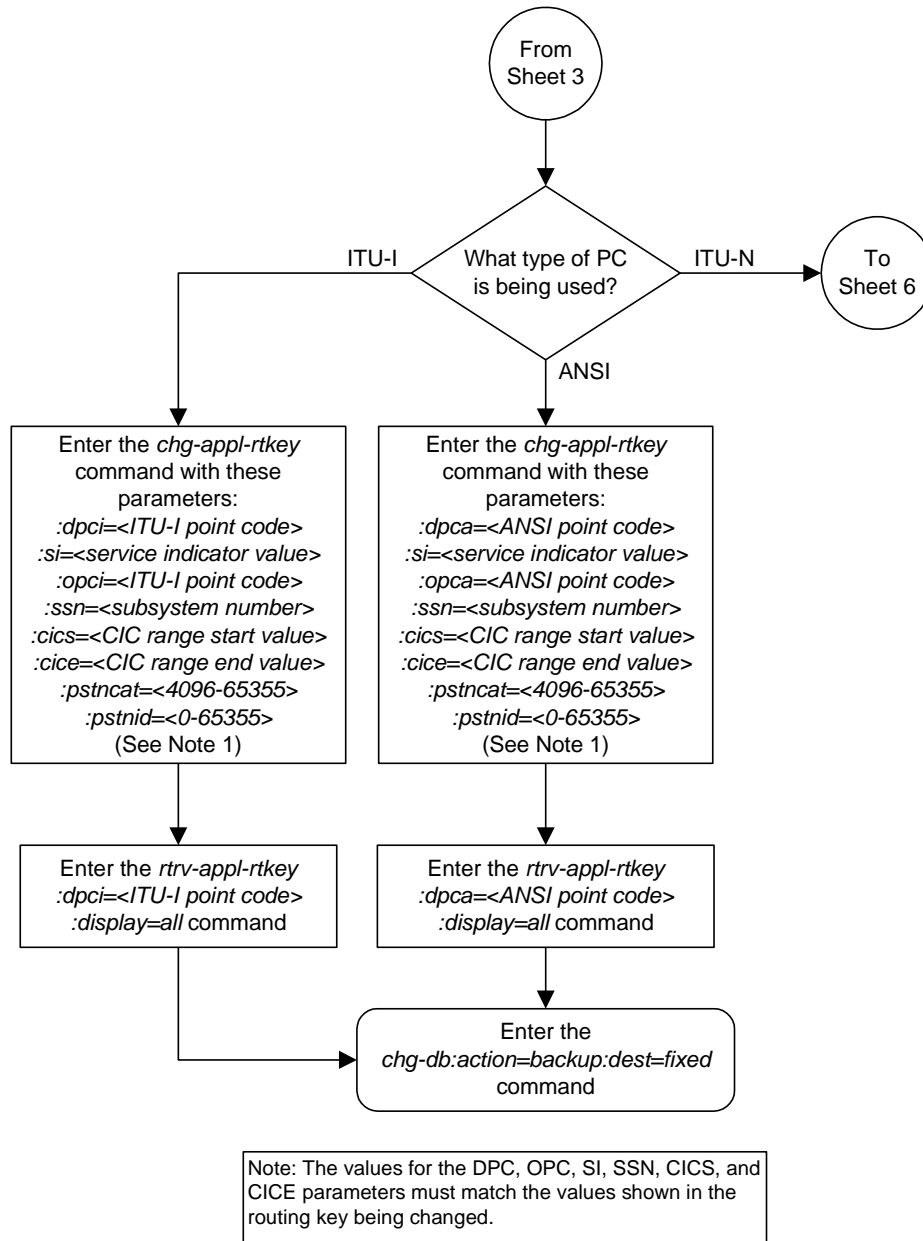 From
Sheet 3
What type of PC
is being used?
ITU-I
ITU-N
To
Sheet 6
ANSI
Enter the chg-appl-rtkey
command with these
parameters:
:dpci=<ITU-I point code>
:si=<service indicator value>
:opci=<ITU-I point code>
:ssn=<subsystem number>
:cics=<CIC range start value>
:cice=<CIC range end value>
:pstncat=<4096-65355>
:pstnid=<0-65355>
(See Note 1)
Enter the chg-appl-rtkey
command with these
parameters:
:dpca=<ANSI point code>
:si=<service indicator value>
:opca=<ANSI point code>
:ssn=<subsystem number>
:cics=<CIC range start value>
:cice=<CIC range end value>
:pstncat=<4096-65355>
:pstnid=<0-65355>
(See Note 1)
Enter the rtrv-appl-rtkey
:dpci=<ITU-I point code>
:display=all command
Enter the rtrv-appl-rtkey
:dpca=<ANSI point code>
:display=all command
Enter the
chg-db:action=backup:dest=fixed
command
Note: The values for the DPC, OPC, SI, SSN, CICS, and
CICE parameters must match the values shown in the
routing key being changed.